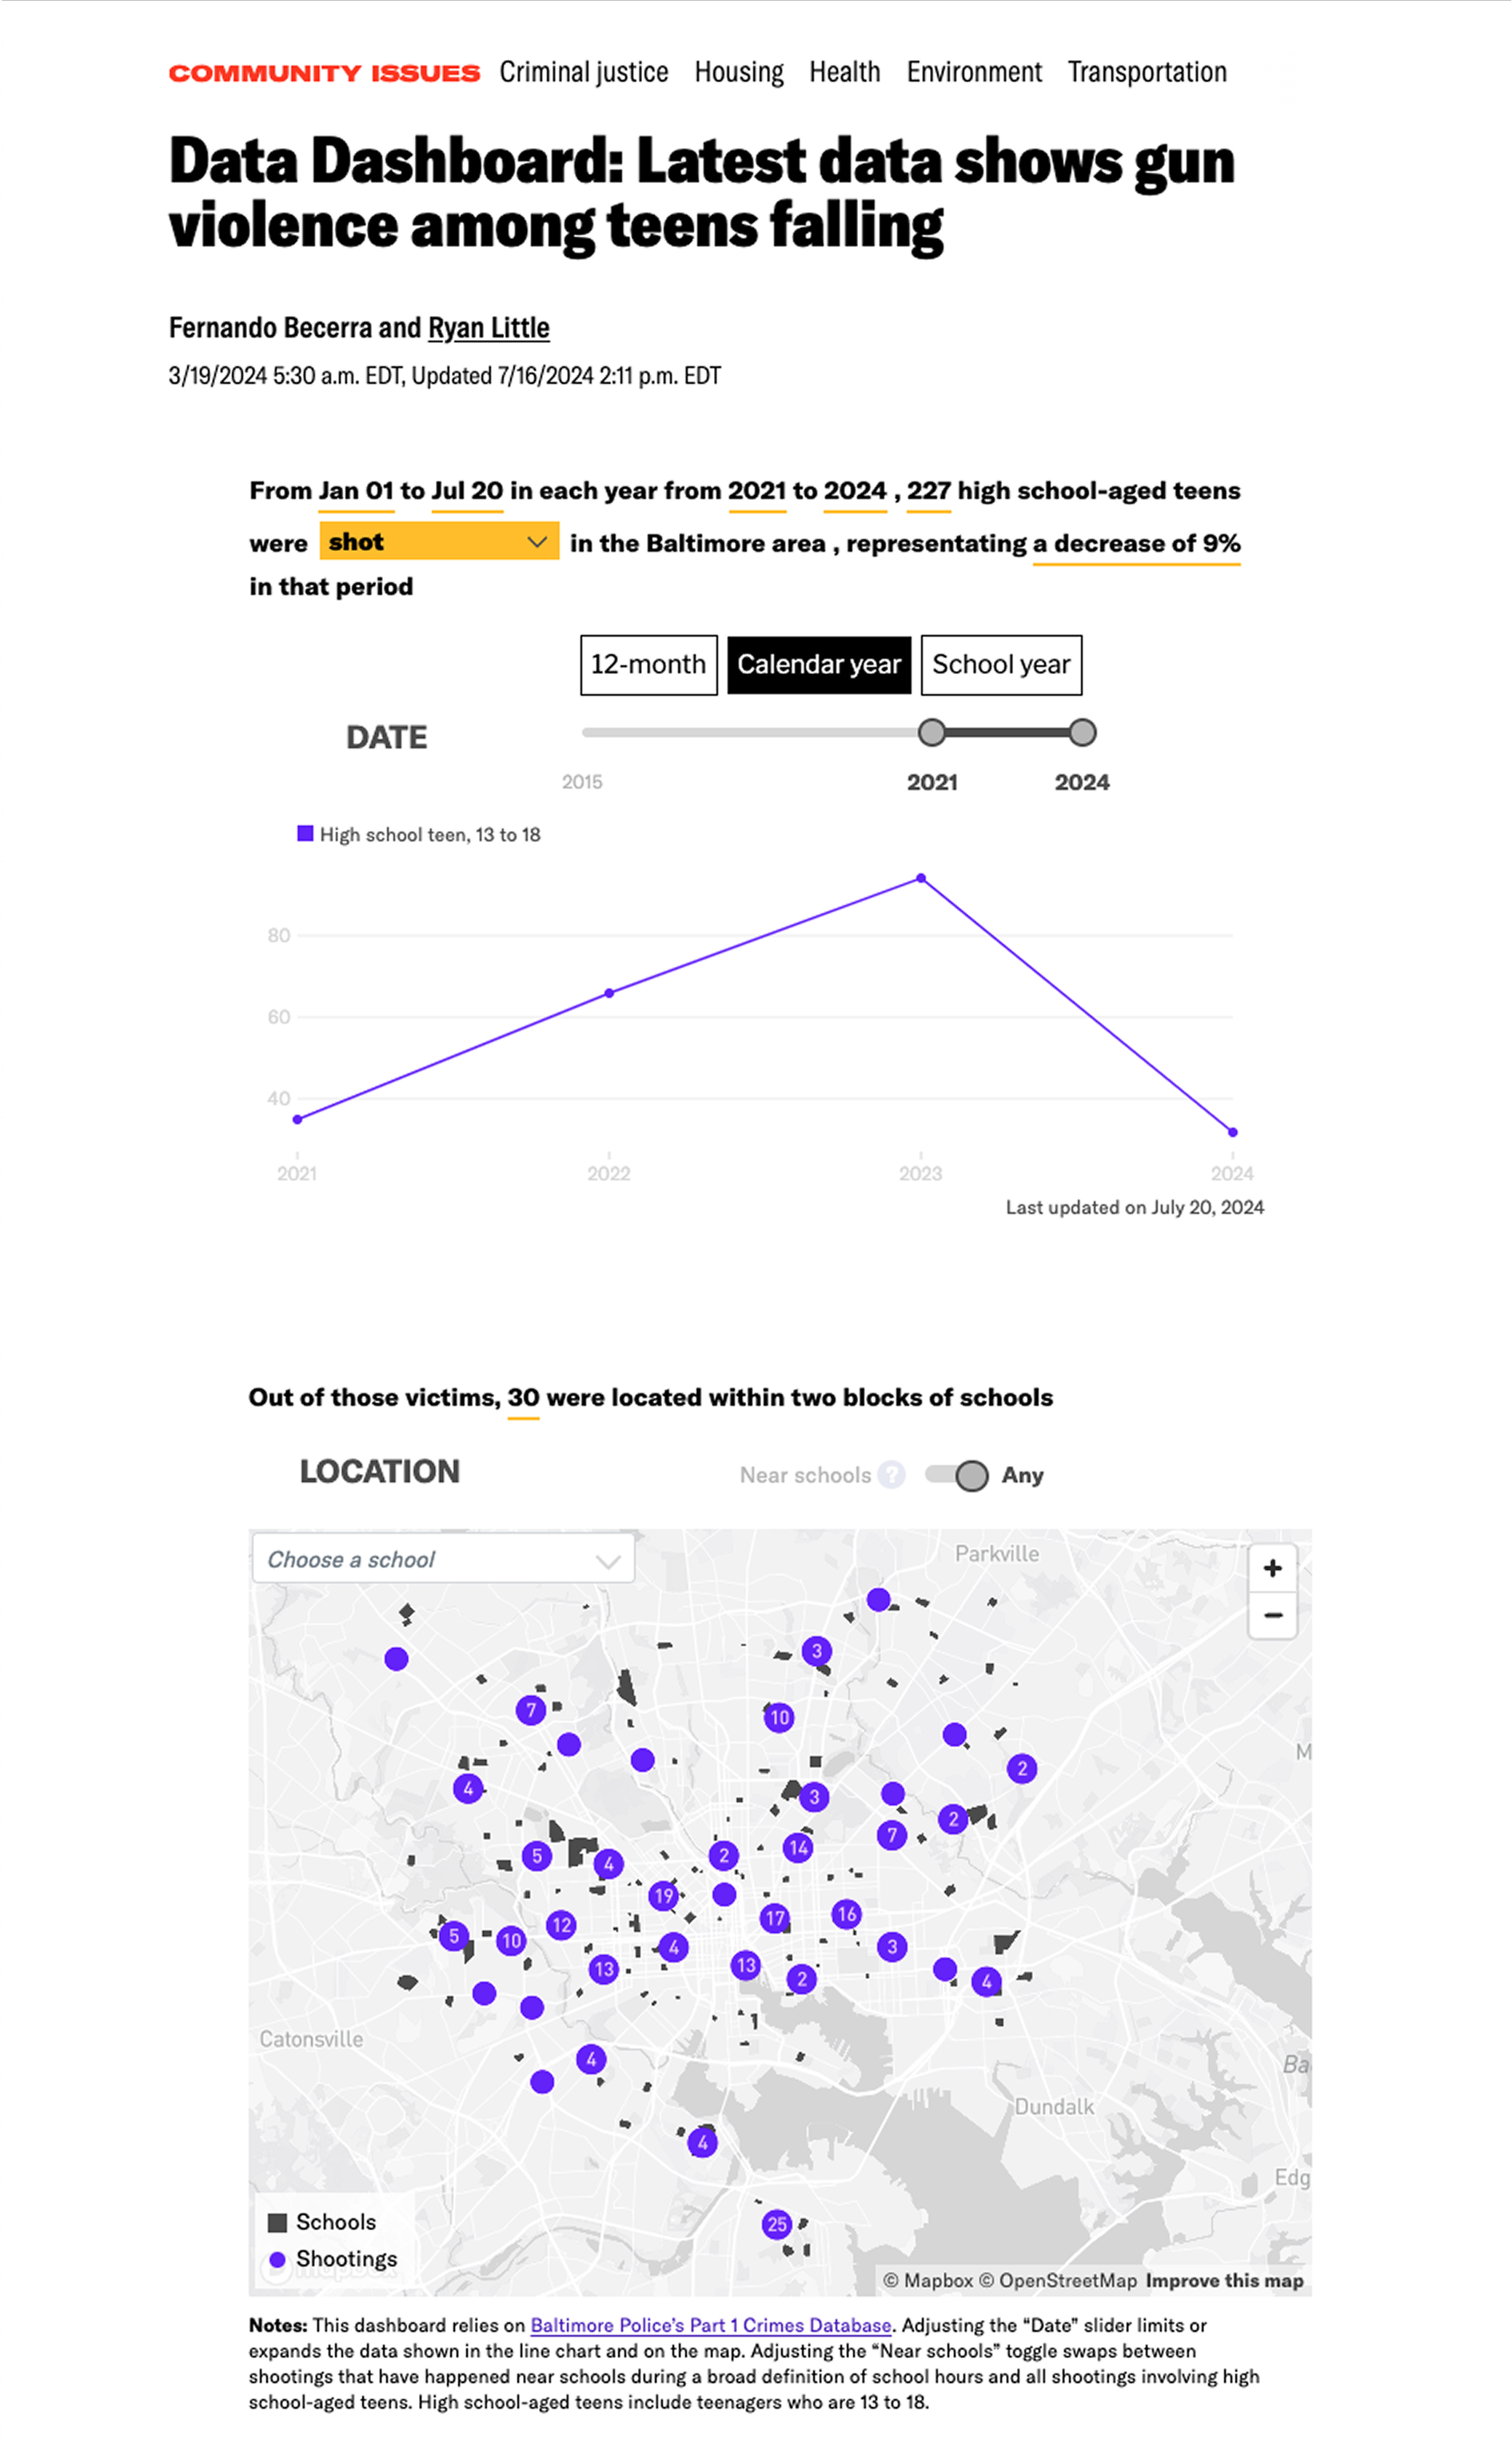 COMMUNITY ISSUES Criminal justice Housing Health Environment Transportation
Data Dashboard: Latest data shows gun
violence among teens falling
Fernando Becerra and Ryan Little
3/19/2024 5:30 a.m. EDT, Updated 7/16/2024 2:11 p.m. EDT
From Jan 01 to Jul 20 in each year from 2021 to 2024 , 227 high school-aged teens
were shot in the Baltimore area , representating a decrease of 9%
in that period
12-month Calendar year School year
DATE
2015 2021 2024
High school teen, 13 to 18
80
60
40
2021 2022 2023 2024
Last updated on July 20, 2024
Out of those victims, 30 were located within two blocks of schools
LOCATION Near schools ? Any
Choose a school
Parkville
+
−
3
7
10
M
2
4
3
2
7
14
5
4
2
19
16
17
12
5
10
4
3
13
13
2
4
Catonsville
4
Ba
Dundalk
4
Edg
25
Schools
Shootings
mapbox
© Mapbox © OpenStreetMap Improve this map
Notes: This dashboard relies on Baltimore Police’s Part 1 Crimes Database. Adjusting the “Date” slider limits or
expands the data shown in the line chart and on the map. Adjusting the “Near schools” toggle swaps between
shootings that have happened near schools during a broad definition of school hours and all shootings involving high
school-aged teens. High school-aged teens include teenagers who are 13 to 18.